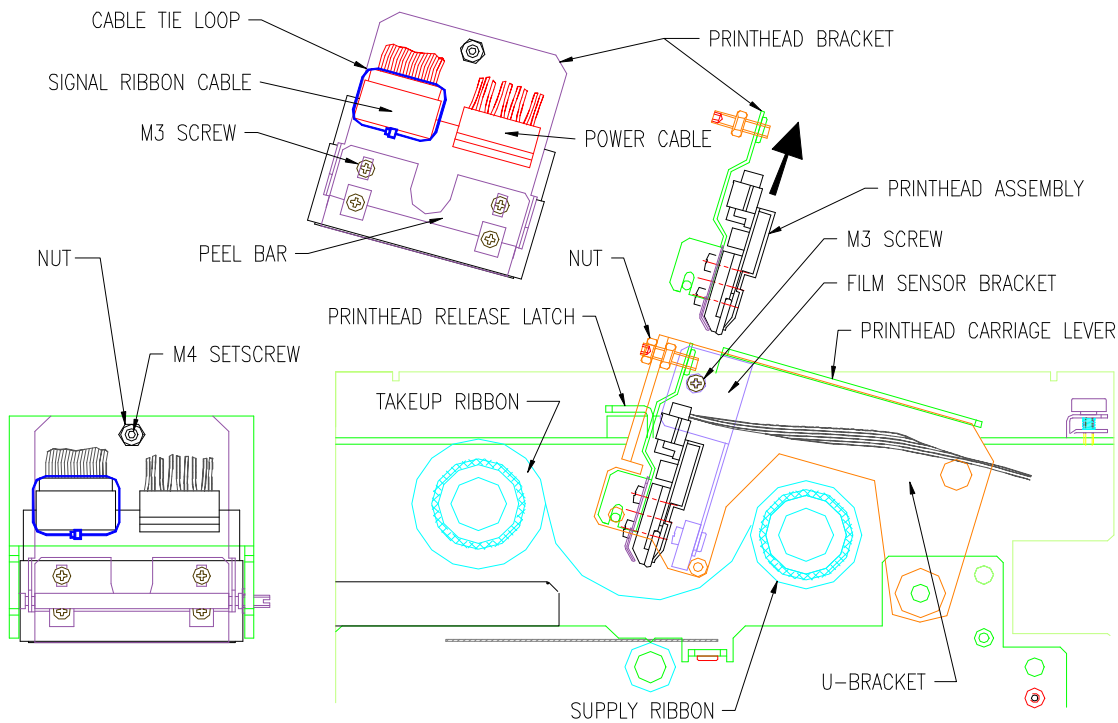 CABLE TIE LOOP
PRINTHEAD BRACKET
SIGNAL RIBBON CABLE
M3 SCREW
POWER CABLE
PRINTHEAD ASSEMBLY
PEEL BAR
M3 SCREW
NUT
NUT
FILM SENSOR BRACKET
PRINTHEAD RELEASE LATCH
PRINTHEAD CARRIAGE LEVER
M4 SETSCREW
TAKEUP RIBBON
U-BRACKET
SUPPLY RIBBON